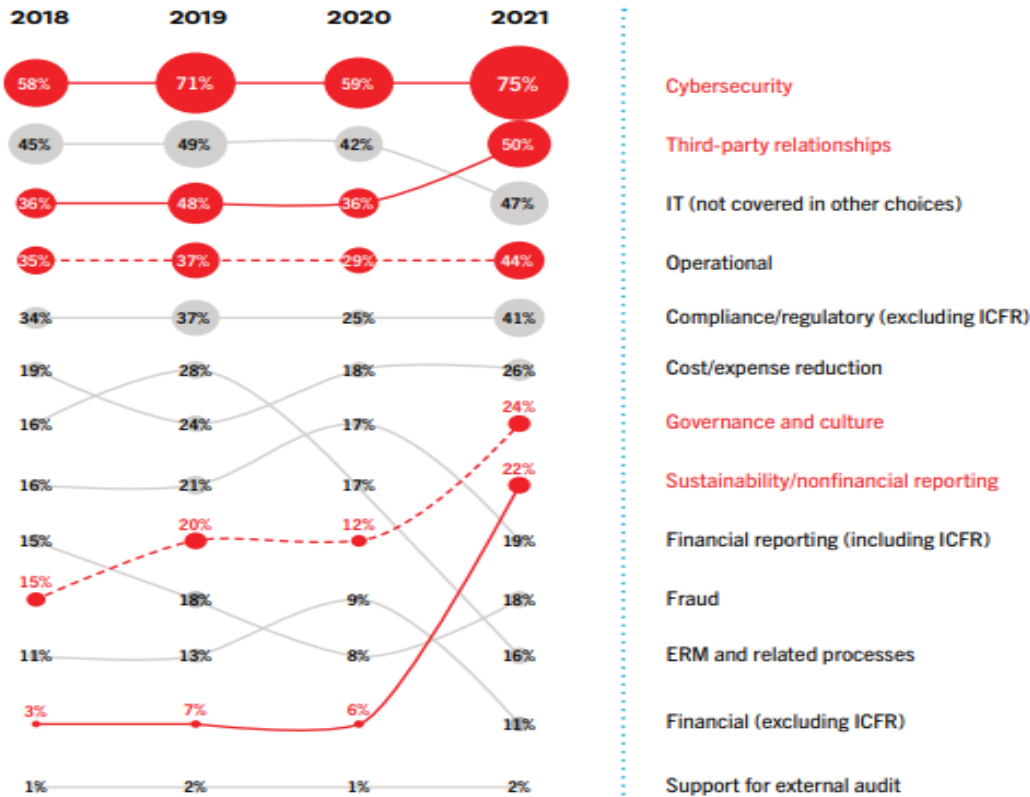 2018 2019 2020 2021
58% 71% 59% 75% Cybersecurity
45% 49% 42% 50% Third-party relationships
36% 48% 36% 47% IT (not covered in other choices)
35% 37% 29% 44% Operational
34% 37% 25% 41% Compliance/regulatory (excluding ICFR)
19% 28% 18% 26% Cost/expense reduction
16% 24% 17% 24% Governance and culture
16% 21% 17% 22% Sustainability/nonfinancial reporting
15% 20% 12% 19% Financial reporting (including ICFR)
15% 18% 9% 18% Fraud
11% 13% 8% 16% ERM and related processes
3% 7% 6% 11% Financial (excluding ICFR)
1% 2% 1% 2% Support for external audit